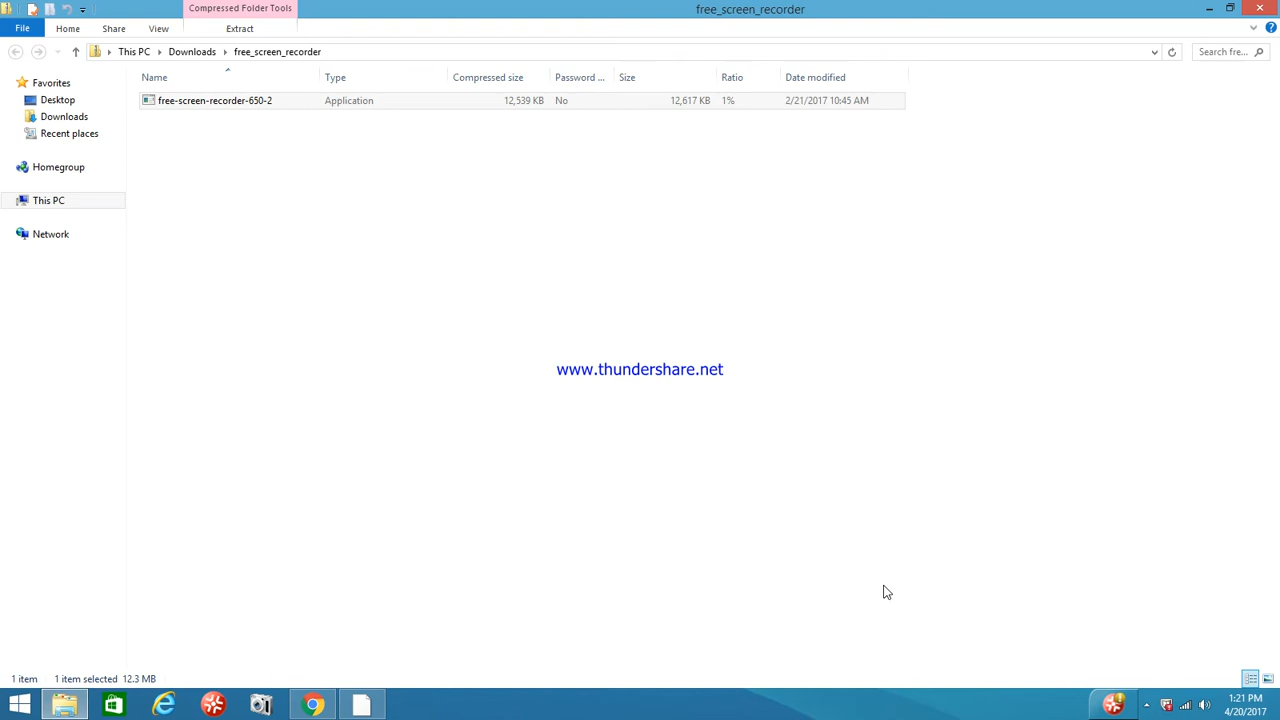 Compressed Folder Tools
free_screen_recorder
File Home Share View Extract
This PC Downloads free_screen_recorder
Search fre...
Name Type Compressed size Password ... Size Ratio Date modified
free-screen-recorder-650-2 Application 12,539 KB No 12,617 KB 1% 2/21/2017 10:45 AM
Favorites
Desktop
Downloads
Recent places
Homegroup
This PC
Network
www.thundershare.net
1 item 1 item selected 12.3 MB
1:21 PM
4/20/2017